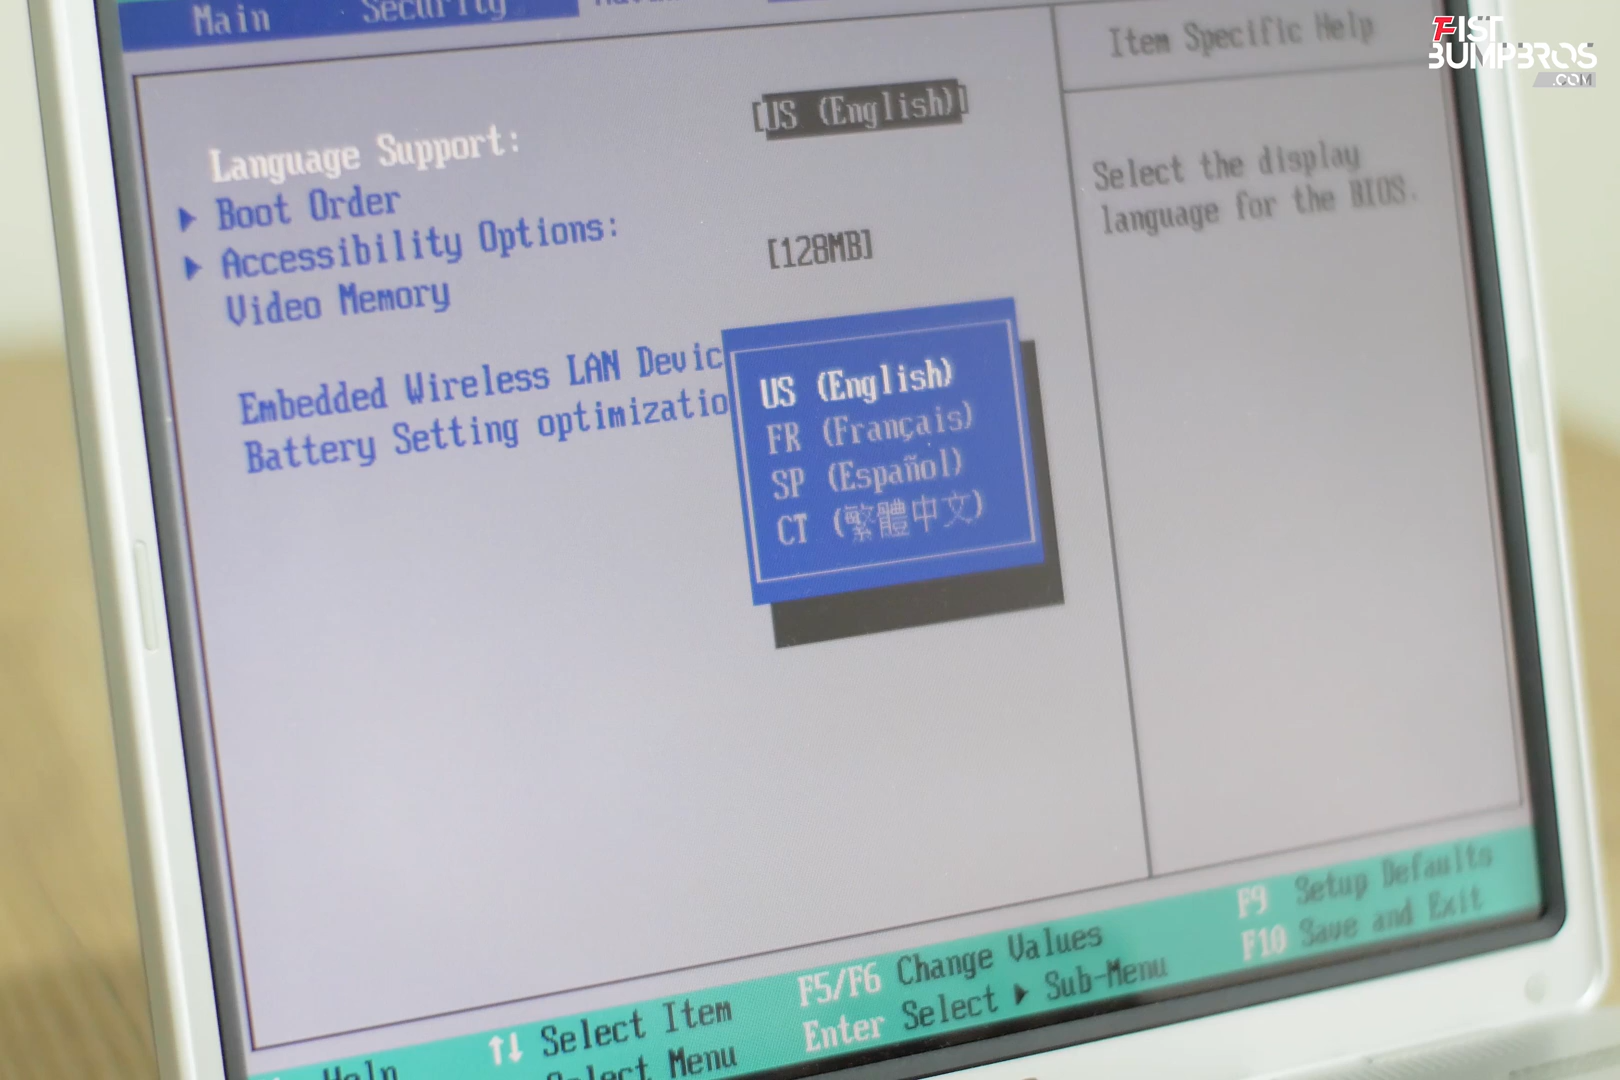 Main Security
FIST
BUMPBROS
.COM
Item Specific Help
Language Support: [US (English)]
Boot Order
Accessibility Options:
Video Memory [128MB]
Embedded Wireless LAN Devic
Battery Setting optimizatio
US (English)
FR (Français)
SP (Español)
CT (繁體中文)
Select the display
language for the BIOS.
Help ↑↓ Select Item F5/F6 Change Values F9 Setup Defaults
Select Menu Enter Select ▶ Sub-Menu F10 Save and Exit